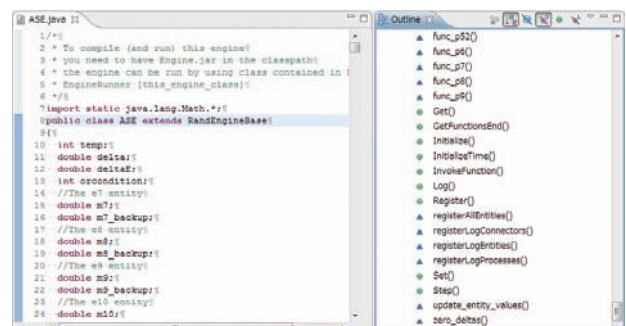 ASE.java
1 /*
2 * To compile (and run) this engine
3 * you need to have Engine.jar in the classpath
4 * the engine can be run by using class contained in
5 * EngineRunner [this_engine_class]
6 */
7 import static java.lang.Math.*;
8 public class ASE extends RandEngineBase
9 {
10 int temp;
11 double delta;
12 double deltaE;
13 int orcondition;
14 //The e7 entity
15 double m7;
16 double m7_backup;
17 //The e8 entity
18 double m8;
19 double m8_backup;
20 //The e9 entity
21 double m9;
22 double m9_backup;
23 //The e10 entity
24 double m10;
Outline
func_p52()
func_p6()
func_p7()
func_p8()
func_p9()
Get()
GetFunctionsEnd()
Initialize()
InitializeTime()
InvokeFunction()
Log()
Register()
registerAllEntities()
registerLogConnectors()
registerLogEntities()
registerLogProcesses()
Set()
Step()
update_entity_values()
zero_deltas()